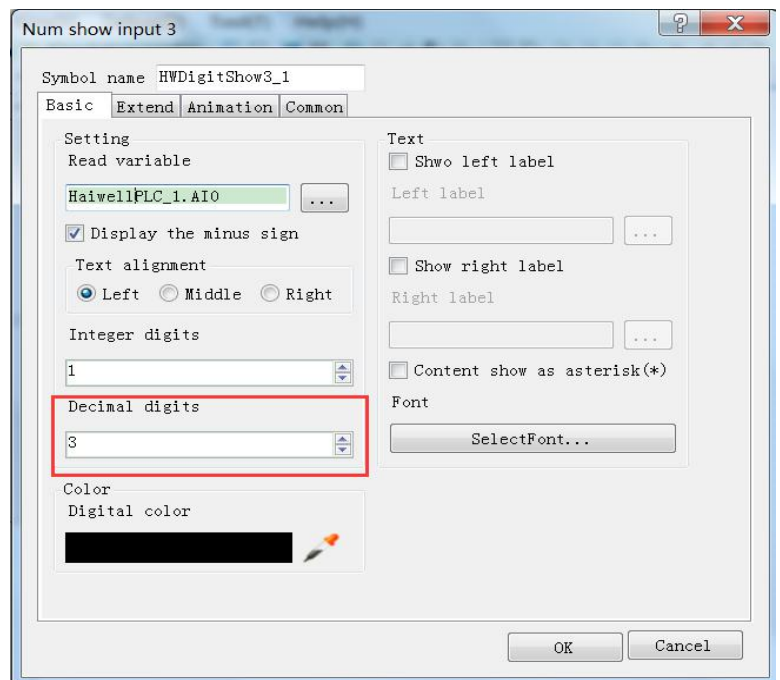 Num show input 3
Symbol name HWDigitShow3_1
Basic Extend Animation Common
Setting
Read variable
HaiwellPLC_1.AI0
...
Display the minus sign
Text alignment
Left Middle Right
Integer digits
1
Decimal digits
3
Color
Digital color
Text
Shwo left label
Left label
...
Show right label
Right label
...
Content show as asterisk(*)
Font
SelectFont...
OK Cancel